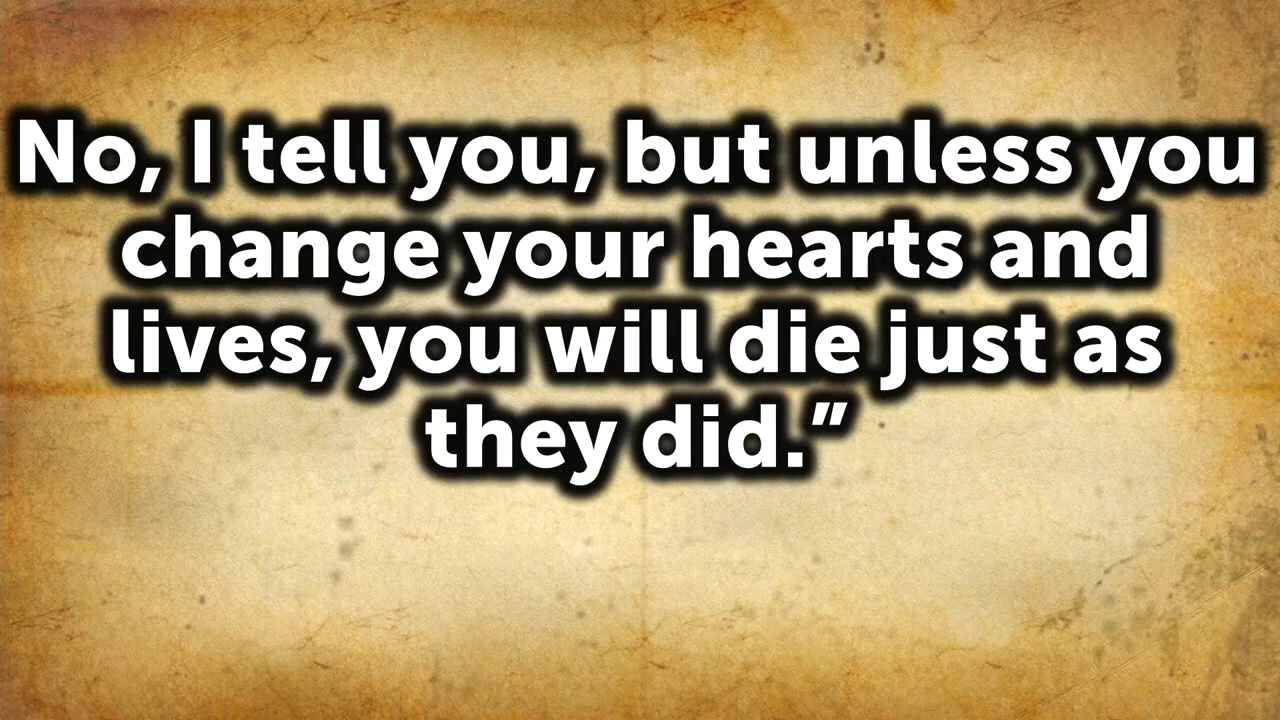 No, I tell you, but unless you
change your hearts and
lives, you will die just as
they did.”